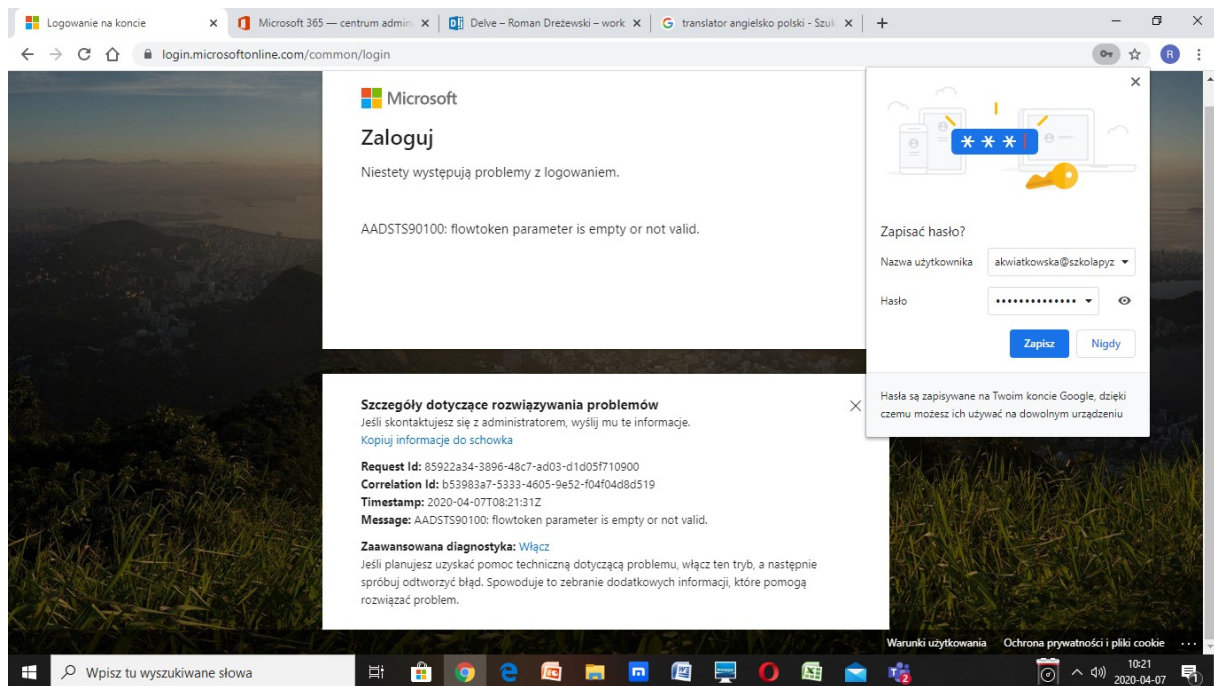 Logowanie na koncie
Microsoft 365 — centrum admini
Delve – Roman Dreżewski – work
translator angielsko polski - Szuk
login.microsoftonline.com/common/login
R
Microsoft
Zaloguj
Niestety występują problemy z logowaniem.
AADSTS90100: flowtoken parameter is empty or not valid.
***
Zapisać hasło?
Nazwa użytkownika akwiatkowska@szkolapyz
Hasło ••••••••••••••
Zapisz Nigdy
Hasła są zapisywane na Twoim koncie Google, dzięki
czemu możesz ich używać na dowolnym urządzeniu
Szczegóły dotyczące rozwiązywania problemów
Jeśli skontaktujesz się z administratorem, wyślij mu te informacje.
Kopiuj informacje do schowka
Request Id: 85922a34-3896-48c7-ad03-d1d05f710900
Correlation Id: b53983a7-5333-4605-9e52-f04f04d8d519
Timestamp: 2020-04-07T08:21:31Z
Message: AADSTS90100: flowtoken parameter is empty or not valid.
Zaawansowana diagnostyka: Włącz
Jeśli planujesz uzyskać pomoc techniczną dotyczącą problemu, włącz ten tryb, a następnie
spróbuj odtworzyć błąd. Spowoduje to zebranie dodatkowych informacji, które pomogą
rozwiązać problem.
Warunki użytkowania Ochrona prywatności i pliki cookie ...
Wpisz tu wyszukiwane słowa
10:21
2020-04-07